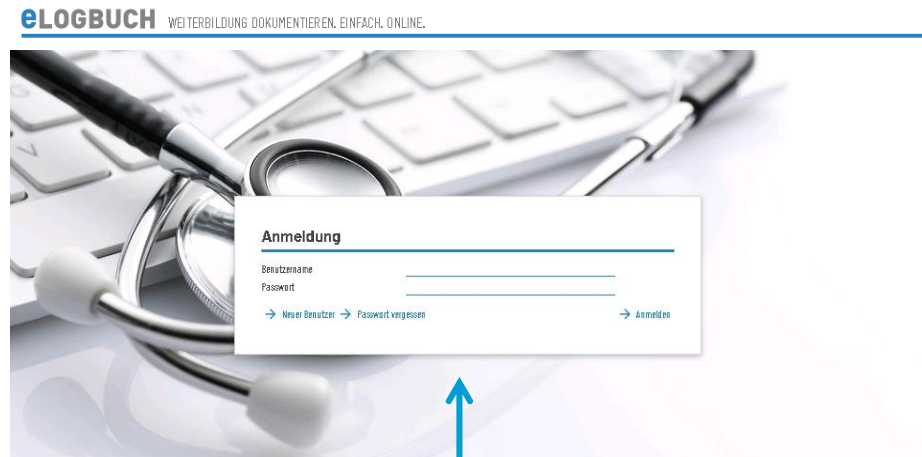 eLOGBUCH WEITERBILDUNG DOKUMENTIEREN. EINFACH. ONLINE.
Anmeldung
Benutzername
Passwort
→ Neuer Benutzer → Passwort vergessen → Anmelden